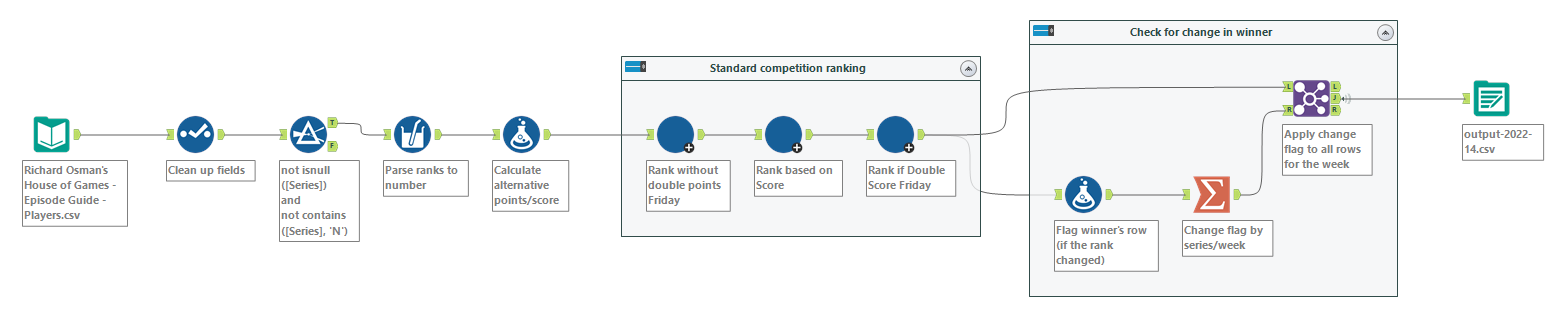 Check for change in winner
Standard competition ranking
L
J
R
L
R
T
F
Richard Osman's
House of Games -
Episode Guide -
Players.csv
Clean up fields
not isnull
([Series])
and
not contains
([Series], 'N')
Parse ranks to
number
Calculate
alternative
points/score
Rank without
double points
Friday
Rank based on
Score
Rank if Double
Score Friday
Apply change
flag to all rows
for the week
output-2022-
14.csv
Flag winner's row
(if the rank
changed)
Change flag by
series/week